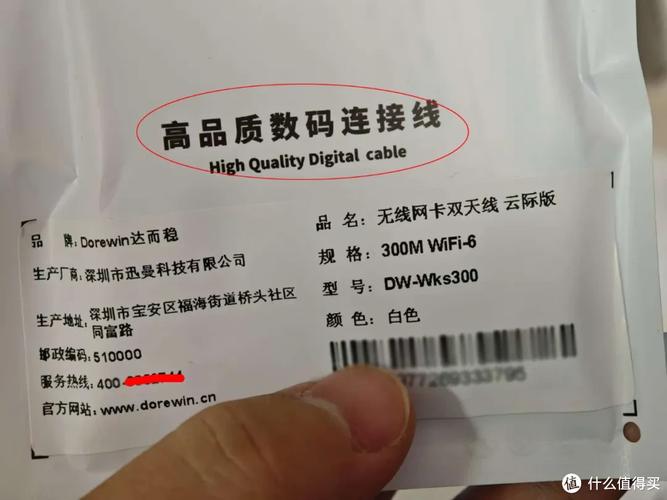 高品质数码连接线
High Quality Digital cable
品 牌:Dorewin达而稳
生产厂商:深圳市迅曼科技有限公司
生产地址:深圳市宝安区福海街道桥头社区
同富路
邮政编码:510000
服务热线:400-
官方网站:www.dorewin.cn
品 名:无线网卡双天线 云际版
规 格:300M WiFi-6
型 号:DW-Wks300
颜 色:白色
值 什么值得买